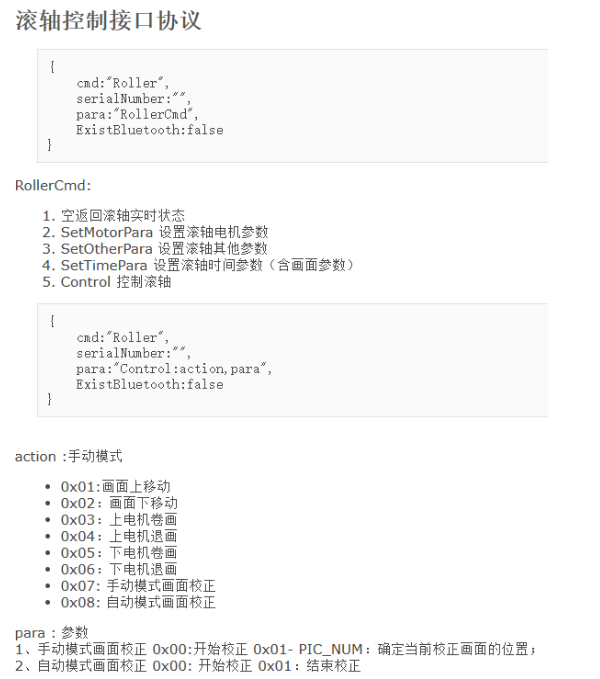 滚轴控制接口协议
{
cmd:"Roller",
serialNumber:"",
para:"RollerCmd",
ExistBluetooth:false
}
RollerCmd:
1. 空返回滚轴实时状态
2. SetMotorPara 设置滚轴电机参数
3. SetOtherPara 设置滚轴其他参数
4. SetTimePara 设置滚轴时间参数（含画面参数）
5. Control 控制滚轴
{
cmd:"Roller",
serialNumber:"",
para:"Control:action,para",
ExistBluetooth:false
}
action :手动模式
• 0x01:画面上移动
• 0x02：画面下移动
• 0x03：上电机卷画
• 0x04：上电机退画
• 0x05：下电机卷画
• 0x06：下电机退画
• 0x07: 手动模式画面校正
• 0x08: 自动模式画面校正
para : 参数
1、手动模式画面校正 0x00:开始校正 0x01- PIC_NUM：确定当前校正画面的位置；
2、自动模式画面校正 0x00: 开始校正 0x01：结束校正